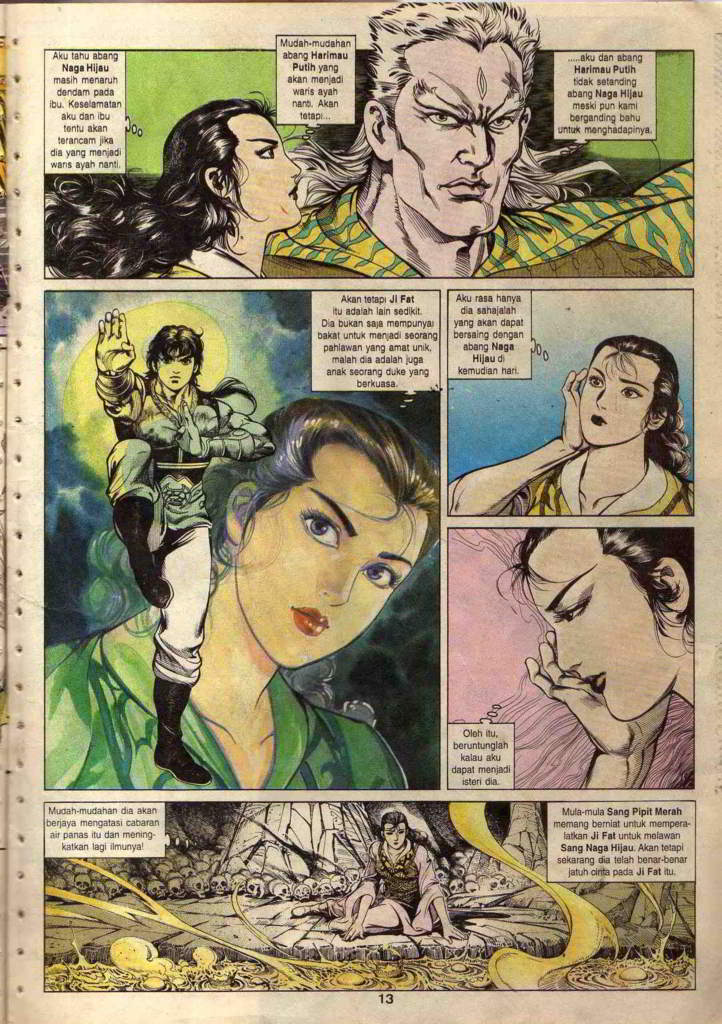 Aku tahu abang
Naga Hijau
masih menaruh
dendam pada
ibu. Keselamatan
aku dan ibu
tentu akan
terancam jika
dia yang menjadi
waris ayah nanti.
Mudah-mudahan
abang Harimau
Putih yang
akan menjadi
waris ayah
nanti. Akan
tetapi...
.....aku dan abang
Harimau Putih
tidak setanding
abang Naga Hijau
meski pun kami
berganding bahu
untuk menghadapinya.
Akan tetapi Ji Fat
itu adalah lain sedikit.
Dia bukan saja mempunyai
bakat untuk menjadi seorang
pahlawan yang amat unik,
malah dia adalah juga
anak seorang duke yang
berkuasa.
Aku rasa hanya
dia sahajalah
yang akan dapat
bersaing dengan
abang Naga
Hijau di
kemudian hari.
Oleh itu,
beruntunglah
kalau aku
dapat menjadi
isteri dia.
Mudah-mudahan dia akan
berjaya mengatasi cabaran
air panas itu dan mening-
katkan lagi ilmunya!
Mula-mula Sang Pipit Merah
memang berniat untuk mempera-
latkan Ji Fat untuk melawan
Sang Naga Hijau. Akan tetapi
sekarang dia telah benar-benar
jatuh cinta pada Ji Fat itu.
13